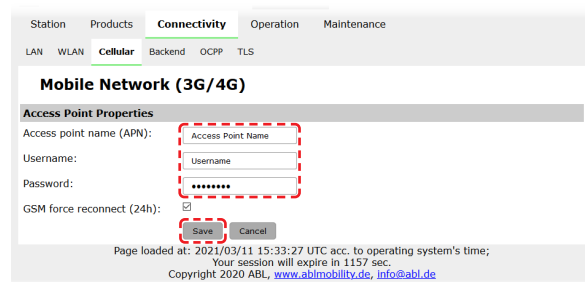 Station Products Connectivity Operation Maintenance
LAN WLAN Cellular Backend OCPP TLS
Mobile Network (3G/4G)
Access Point Properties
Access point name (APN): Access Point Name
Username: Username
Password: ••••••••
GSM force reconnect (24h):
Save Cancel
Page loaded at: 2021/03/11 15:33:27 UTC acc. to operating system's time;
Your session will expire in 1157 sec.
Copyright 2020 ABL, www.ablmobility.de, info@abl.de